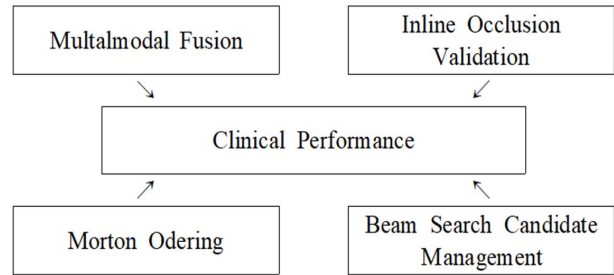 Multalmodal Fusion
Inline Occlusion
Validation
Clinical Performance
Morton Odering
Beam Search Candidate
Management